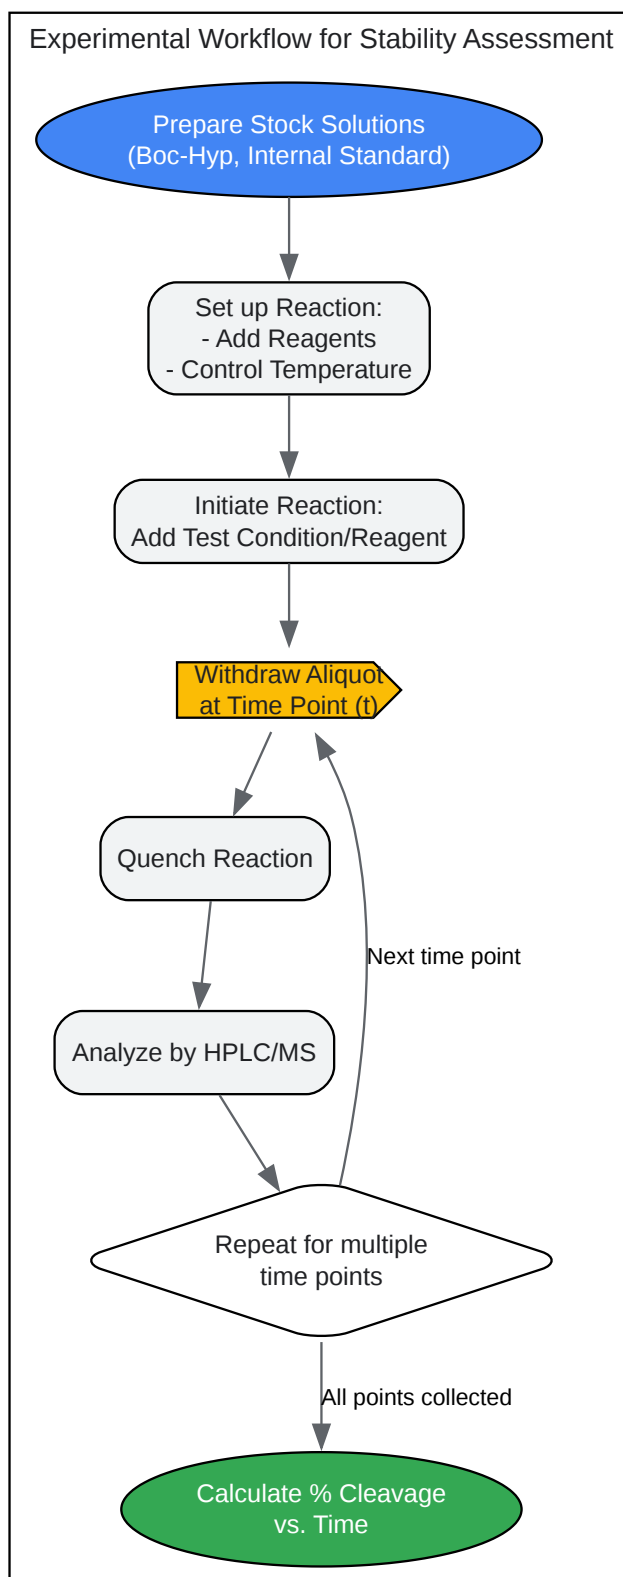 Experimental Workflow for Stability Assessment
Prepare Stock Solutions
(Boc-Hyp, Internal Standard)
Set up Reaction:
- Add Reagents
- Control Temperature
Initiate Reaction:
Add Test Condition/Reagent
Withdraw Aliquot
at Time Point (t)
Quench Reaction
Next time point
Analyze by HPLC/MS
Repeat for multiple
time points
All points collected
Calculate % Cleavage
vs. Time